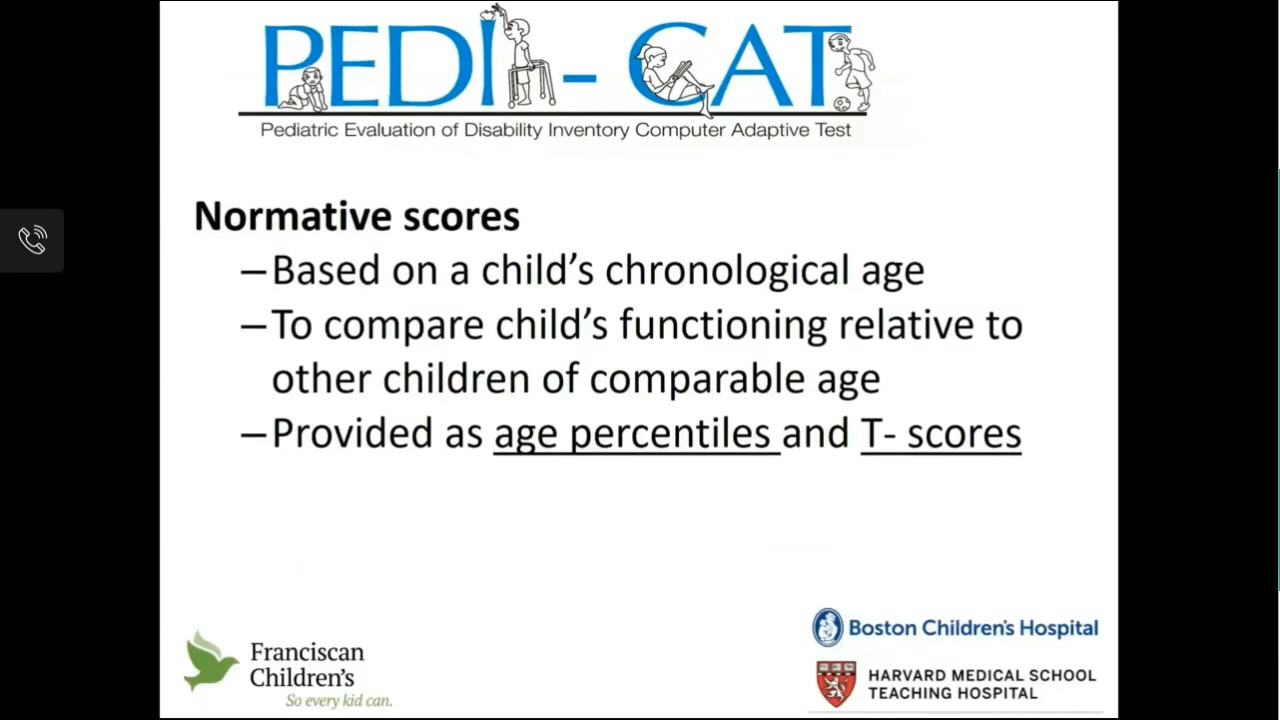 PEDI - CAT
Pediatric Evaluation of Disability Inventory Computer Adaptive Test
Normative scores
–Based on a child’s chronological age
–To compare child’s functioning relative to
other children of comparable age
–Provided as age percentiles and T- scores
Franciscan
Children's
So every kid can.
Boston Children's Hospital
HARVARD MEDICAL SCHOOL
TEACHING HOSPITAL